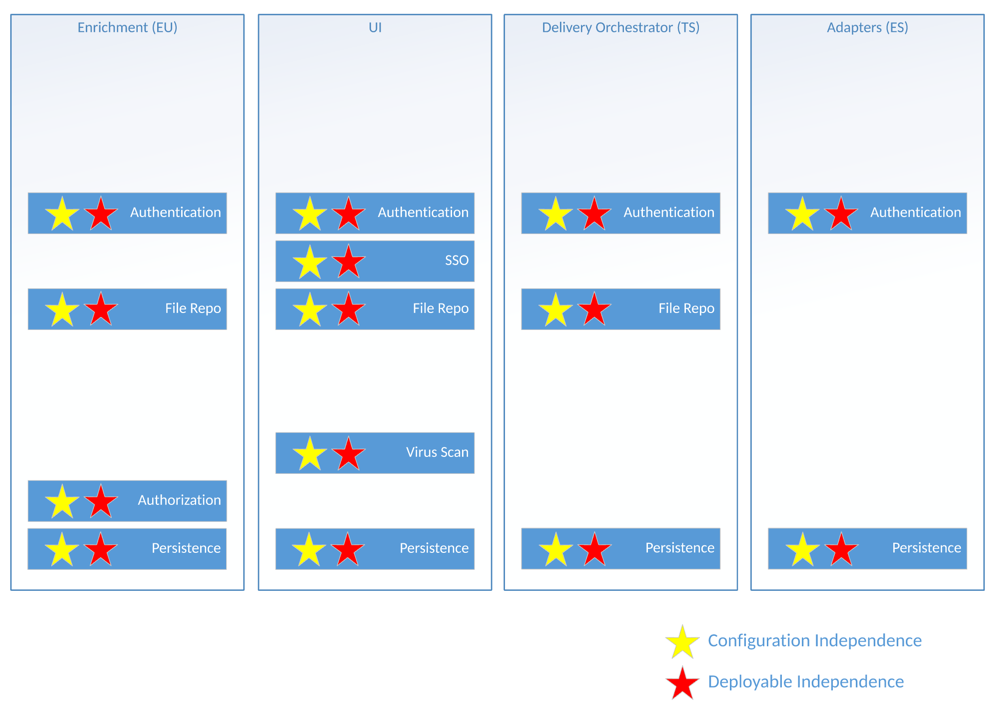 Enrichment (EU)
Authentication
File Repo
Authorization
Persistence
UI
Authentication
SSO
File Repo
Virus Scan
Persistence
Delivery Orchestrator (TS)
Authentication
File Repo
Persistence
Adapters (ES)
Authentication
Persistence
Configuration Independence
Deployable Independence